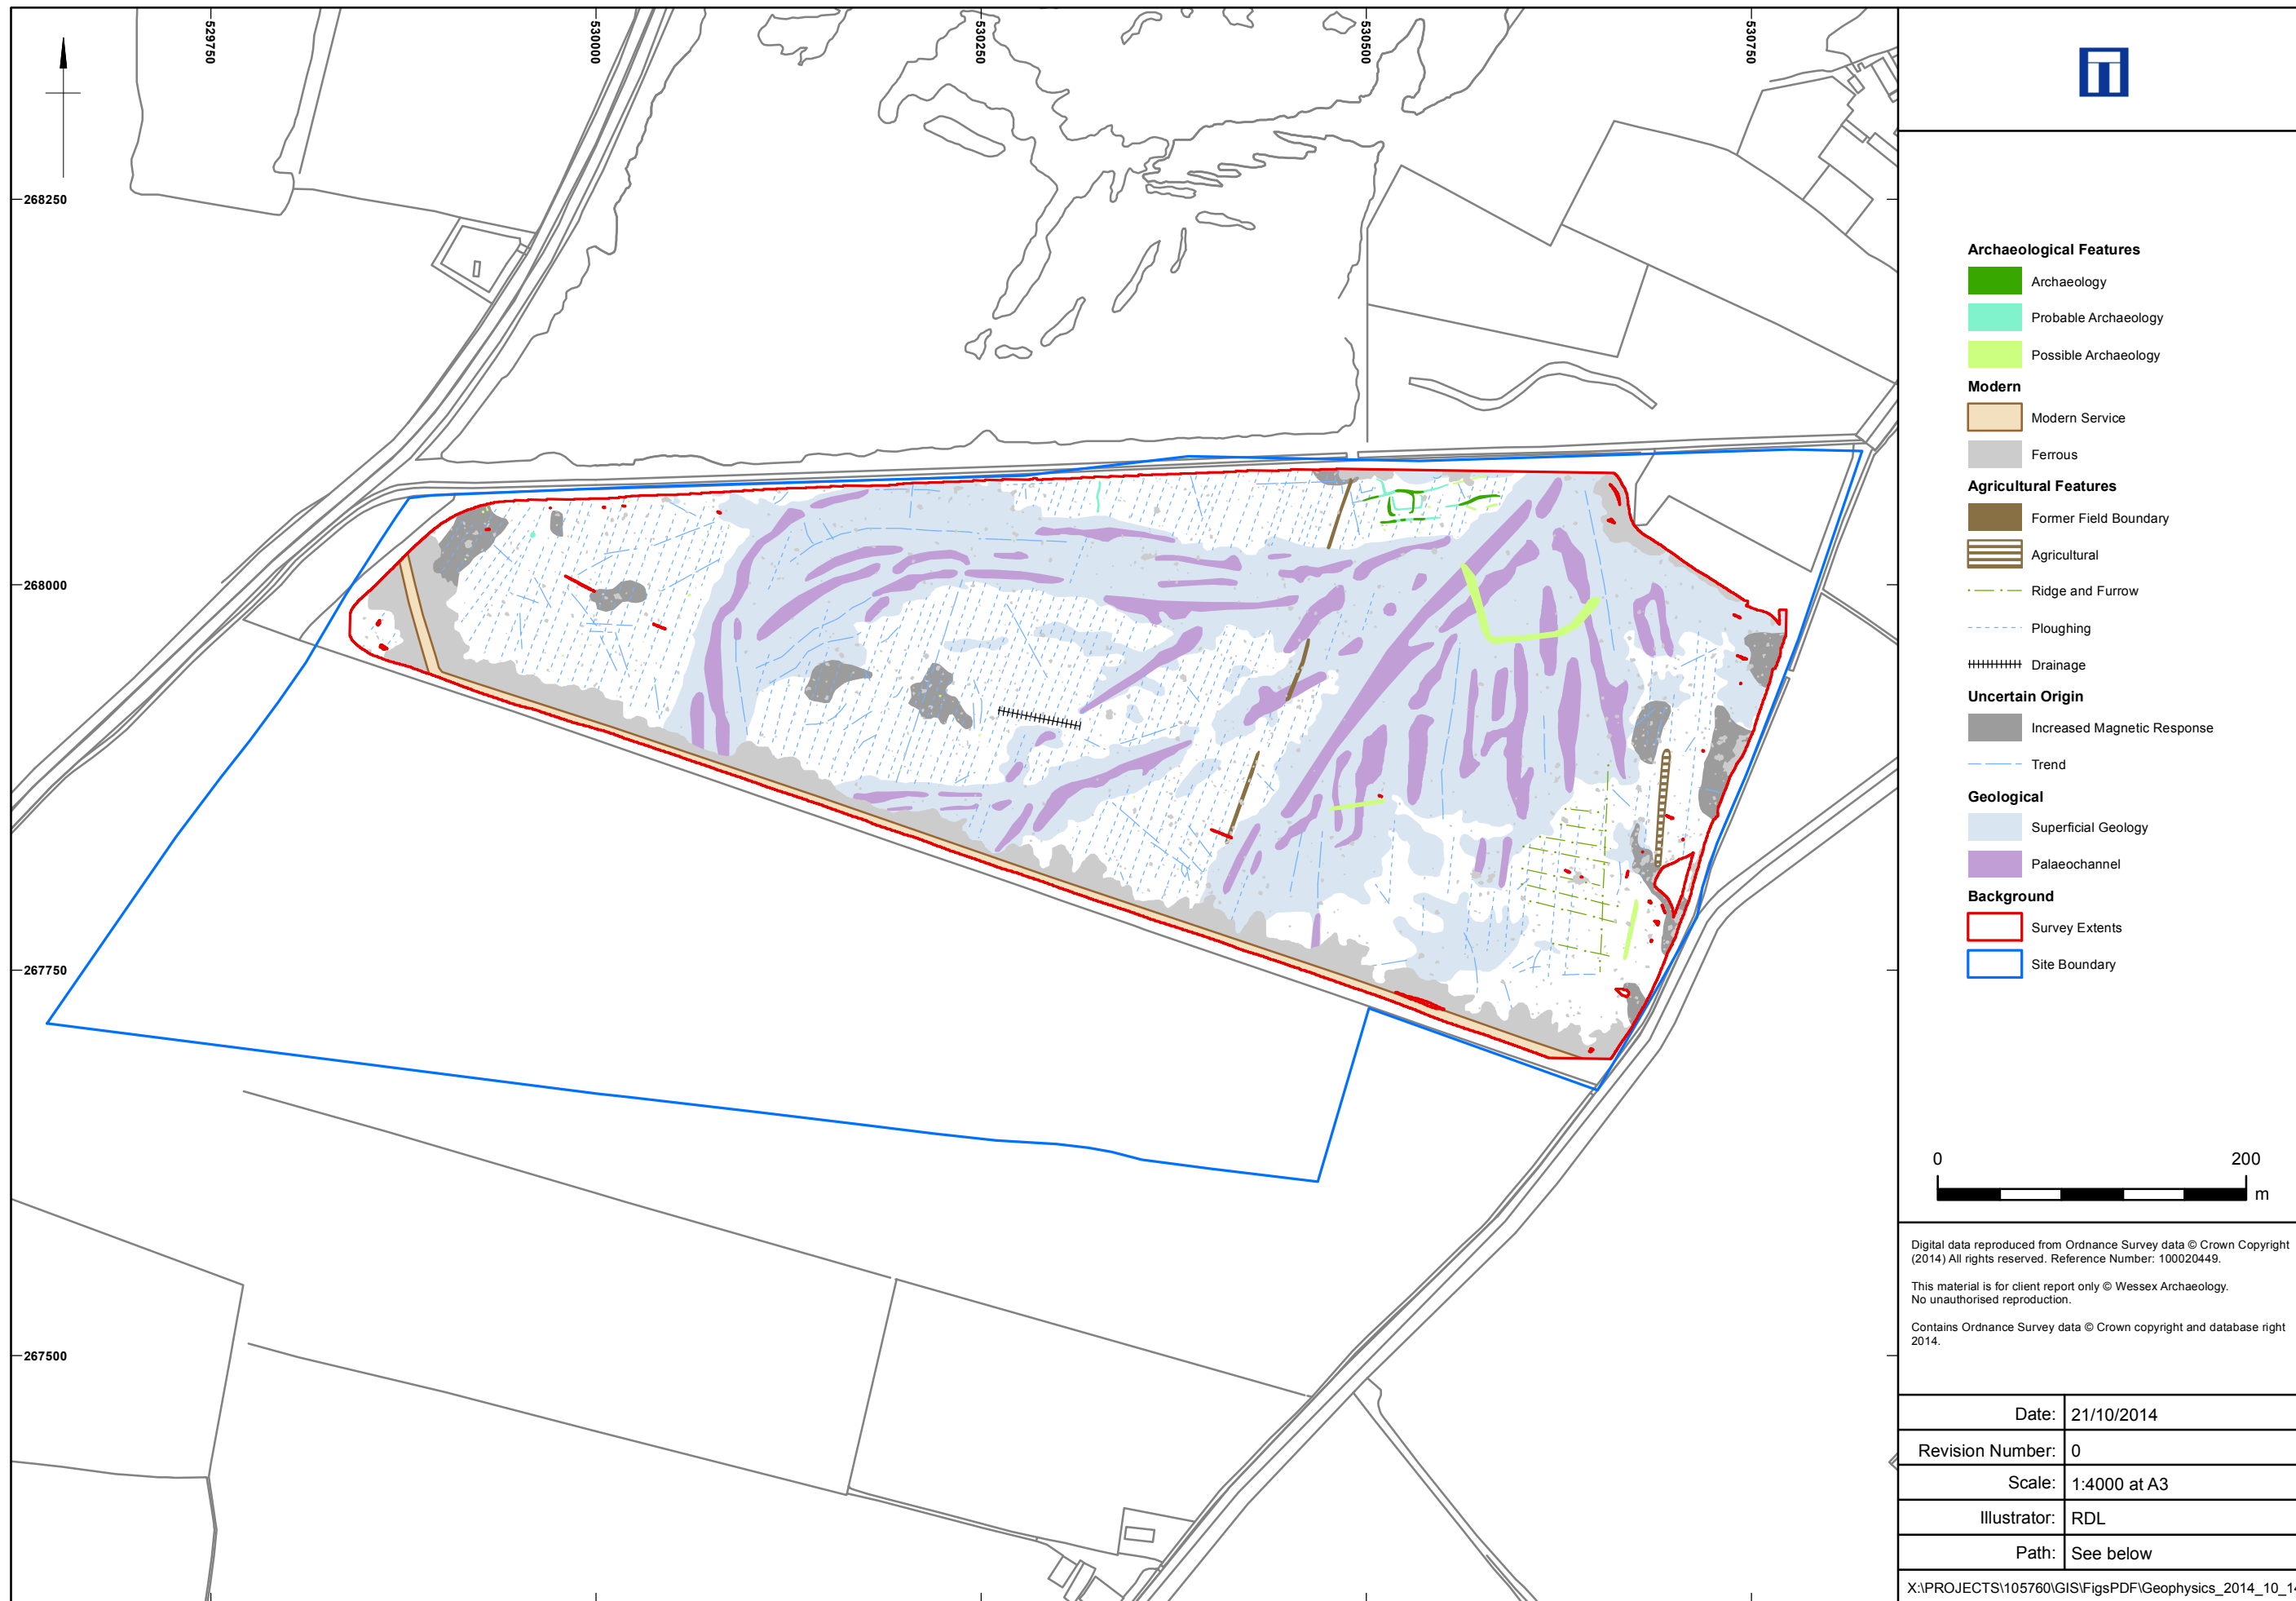 529750
530000
530250
530500
530750
268250
268000
267750
267500
Archaeological Features
Archaeology
Probable Archaeology
Possible Archaeology
Modern
Modern Service
Ferrous
Agricultural Features
Former Field Boundary
Agricultural
Ridge and Furrow
Ploughing
Drainage
Uncertain Origin
Increased Magnetic Response
Trend
Geological
Superficial Geology
Palaeochannel
Background
Survey Extents
Site Boundary
0 200
m
Digital data reproduced from Ordnance Survey data © Crown Copyright
(2014) All rights reserved. Reference Number: 100020449.
This material is for client report only © Wessex Archaeology.
No unauthorised reproduction.
Contains Ordnance Survey data © Crown copyright and database right
2014.
Date: 21/10/2014
Revision Number: 0
Scale: 1:4000 at A3
Illustrator: RDL
Path: See below
X:\PROJECTS\105760\GIS\FigsPDF\Geophysics_2014_10_14